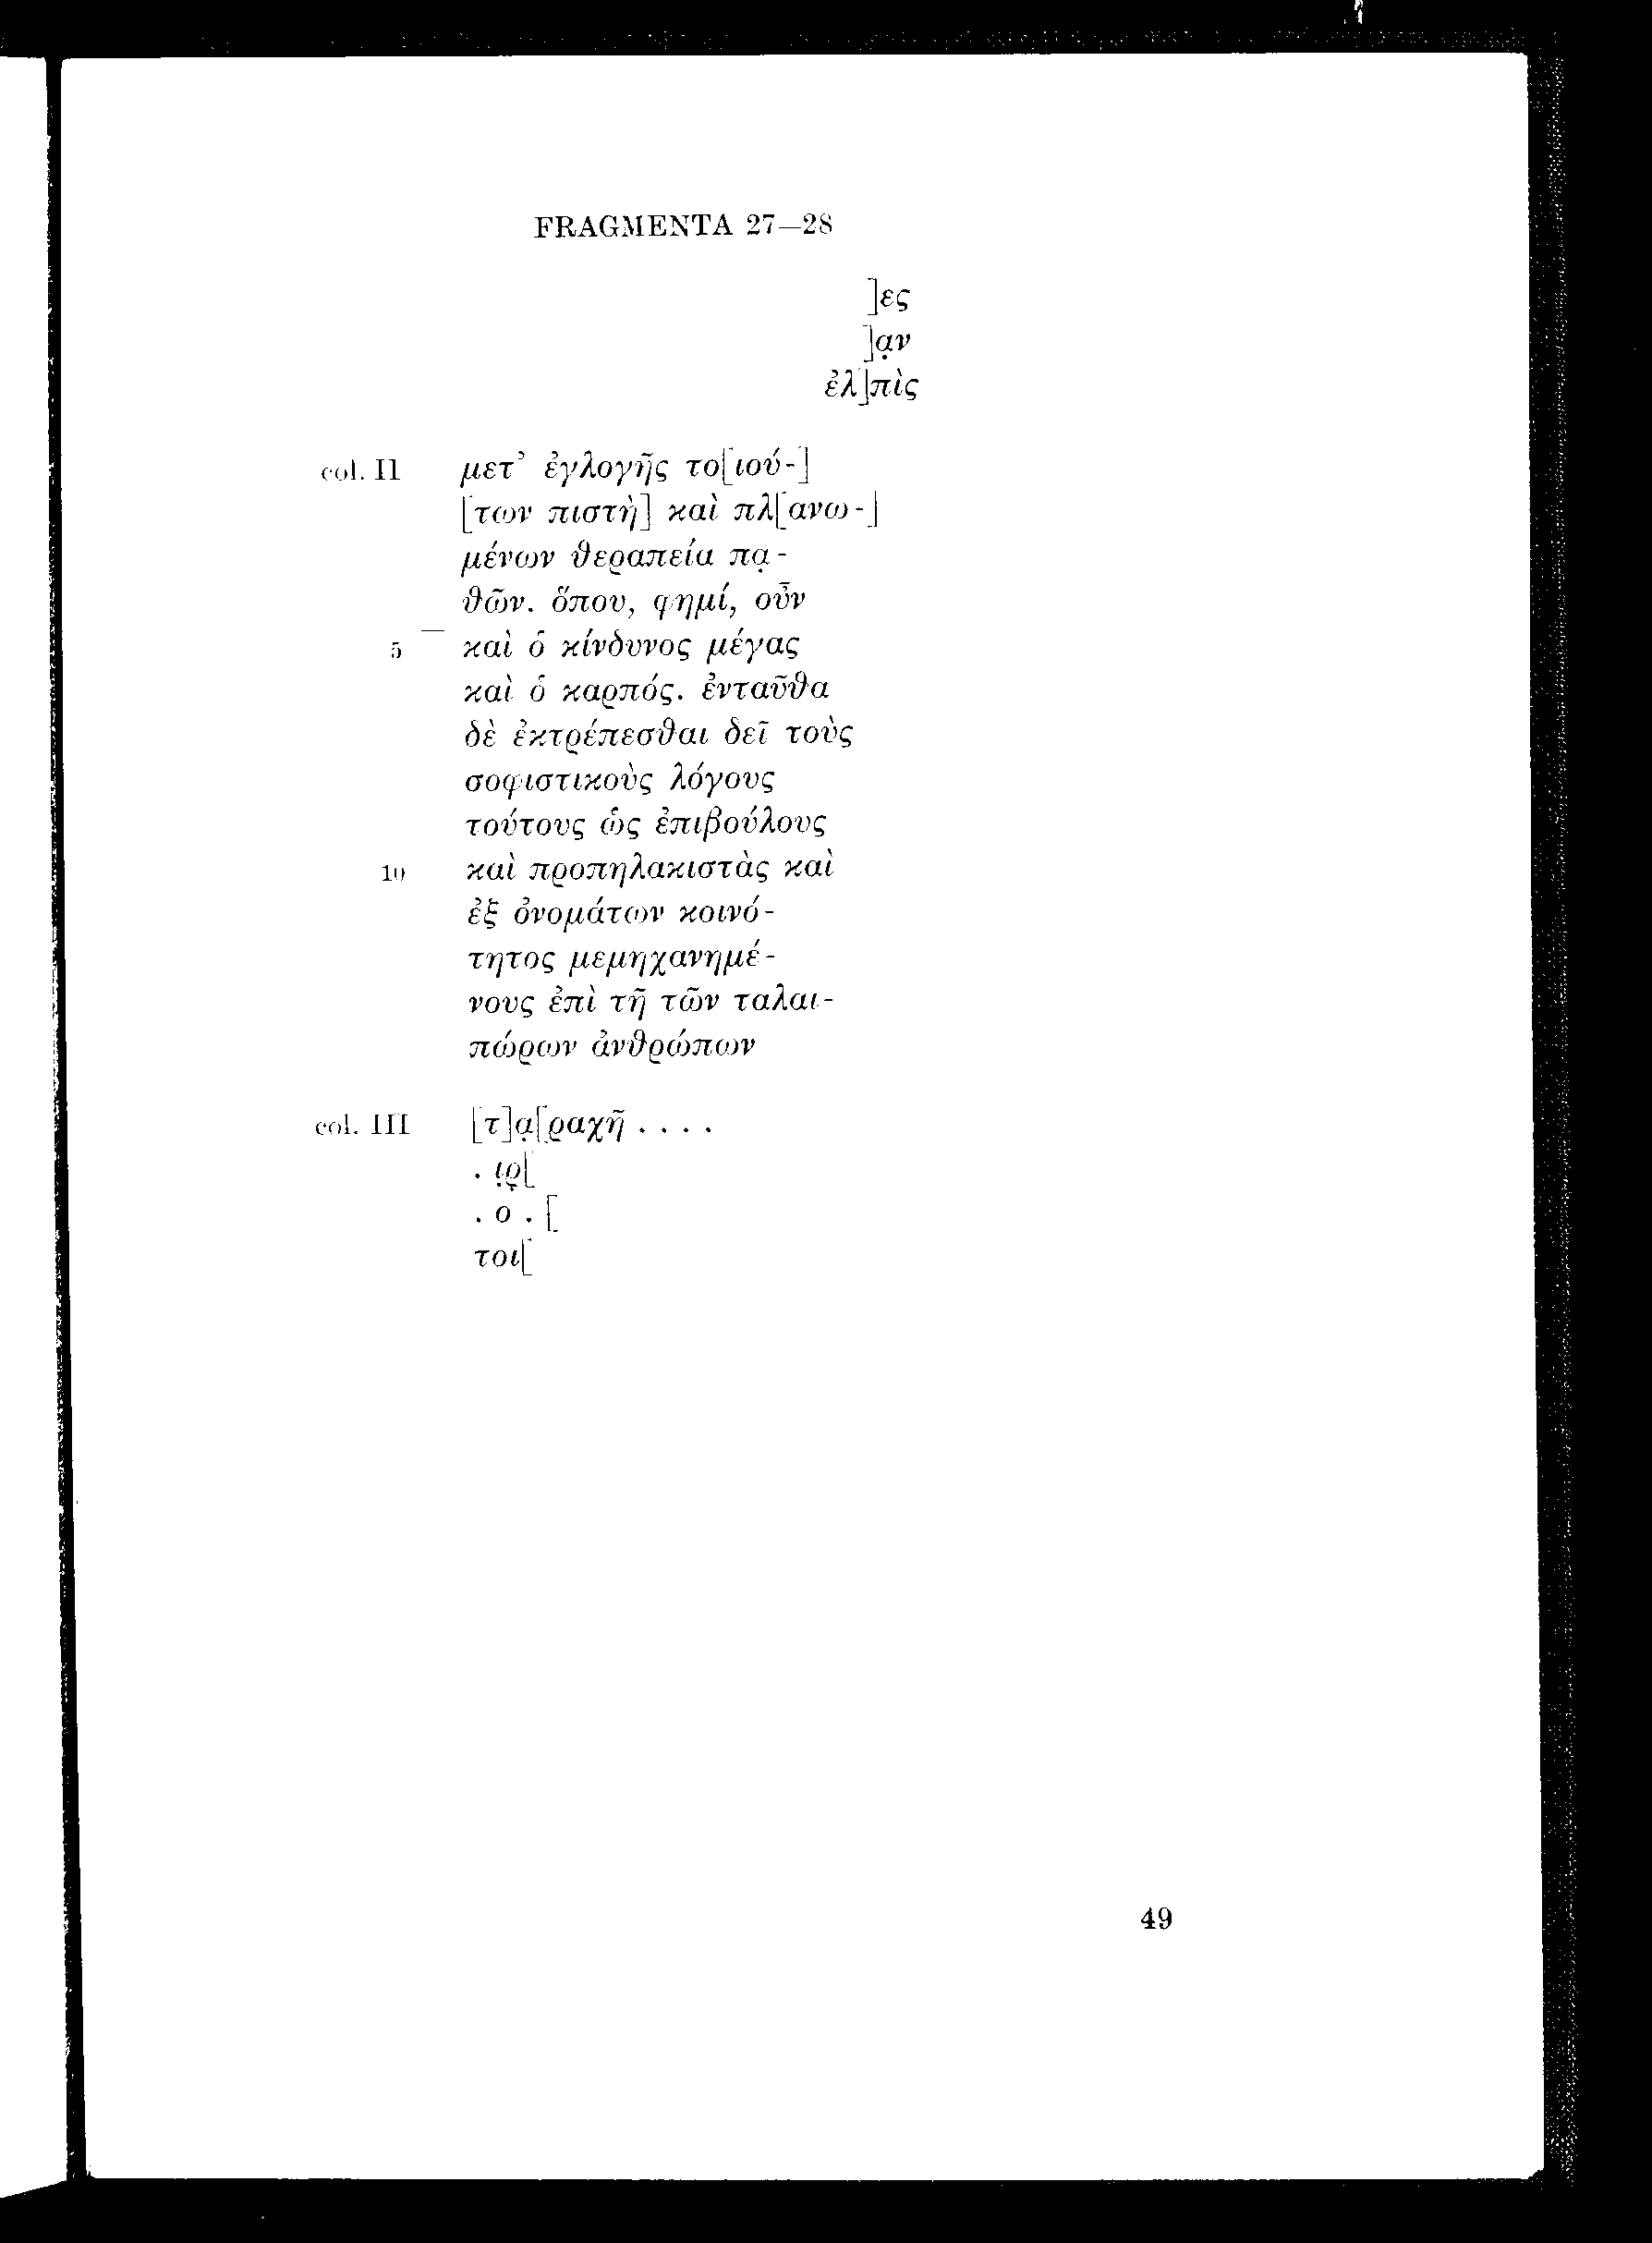 FRAGMENTA 27—28
]ες
]ạν
ἐλ]πὶς
col. II μετ’ ἐγλογῆς το[ιού-]
[των πιστὴ] καὶ πλ[ανω-]
μένων θεραπεία πạ-
θῶν. ὅπου, φημί, οὖν
5 — καὶ ὁ κίνδυνος μέγας
καὶ ὁ καρπός. ἐνταῦθα
δὲ ἐκτρέπεσθαι δεῖ τοὺς
σοφιστικοὺς λόγους
τούτους ὡς ἐπιβούλους
10 καὶ προπηλακιστὰς καὶ
ἐξ ὀνομάτων κοινό-
τητος μεμηχανημέ-
νους ἐπὶ τῇ τῶν ταλαι-
πώρων ἀνθρώπων
col. III [τ]ạ[ραχῇ . . . .
. ι̣ρ̣[
. ο . [
τοι[
49